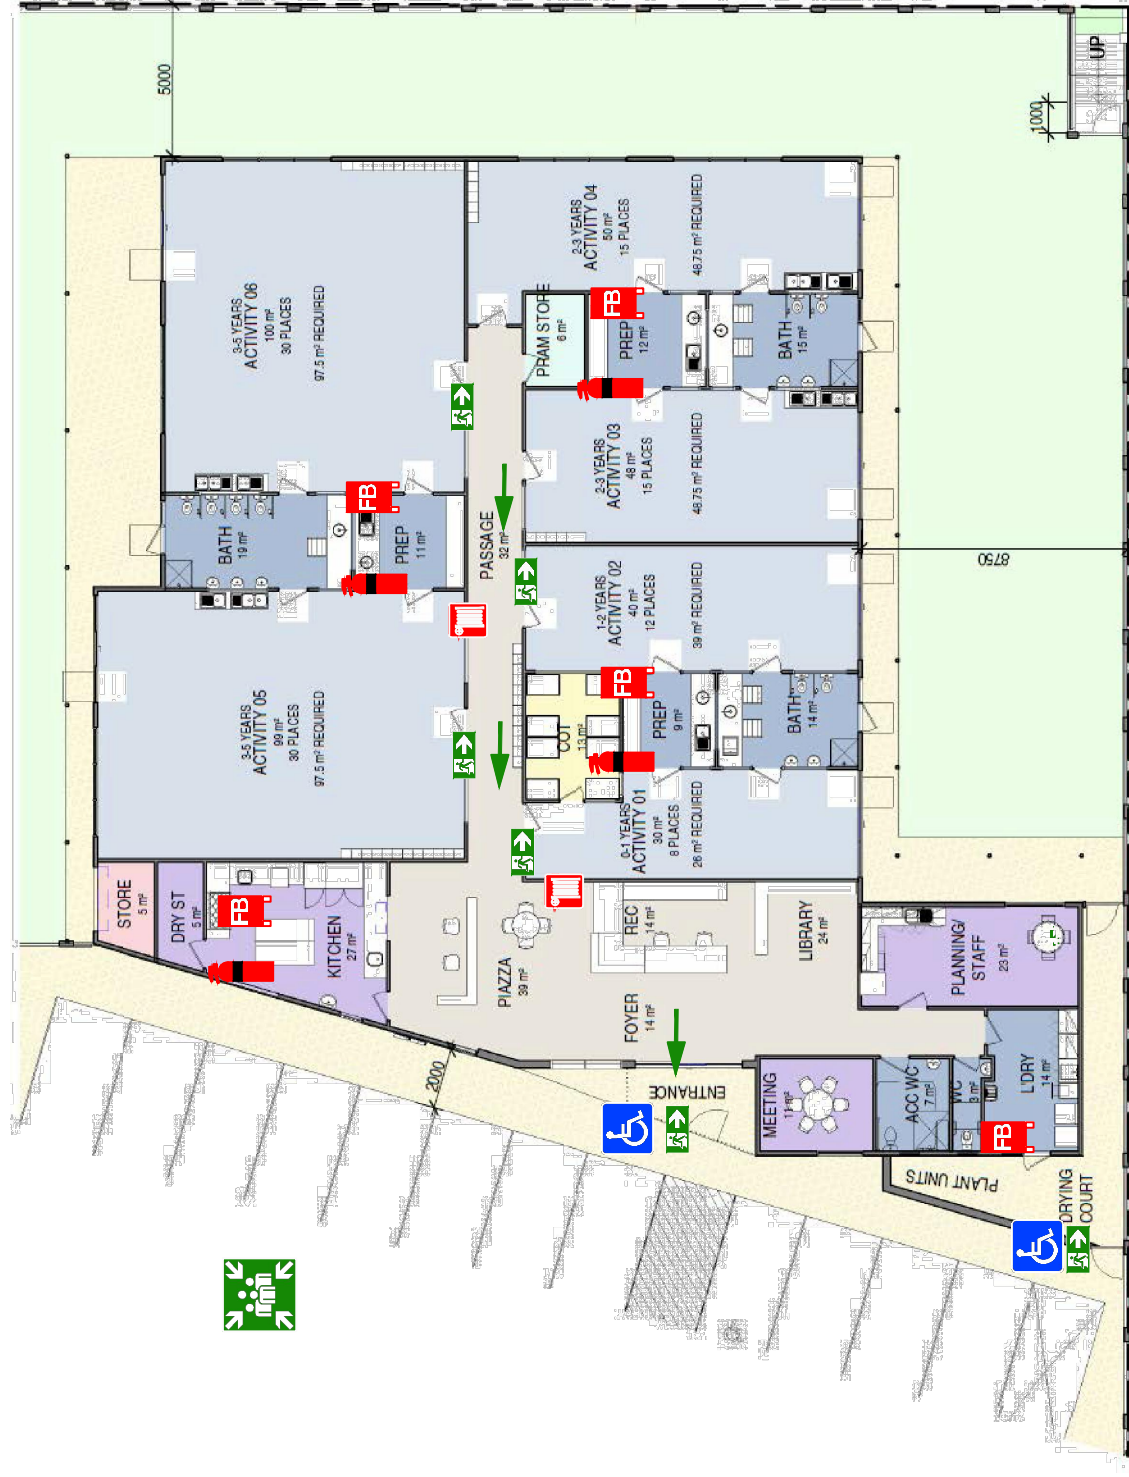 5000
UP
1000
2-3 YEARS
ACTIVITY 04
50 m²
15 PLACES
48.75 m² REQUIRED
3-5 YEARS
ACTIVITY 06
100 m²
30 PLACES
97.5 m² REQUIRED
PRAM STORE
6 m²
FB
PREP
12 m²
BATH
15 m²
2-3 YEARS
ACTIVITY 03
48 m²
15 PLACES
48.75 m² REQUIRED
BATH
19 m²
FB
PREP
11 m²
PASSAGE
32 m²
8750
1-2 YEARS
ACTIVITY 02
40 m²
12 PLACES
39 m² REQUIRED
3-5 YEARS
ACTIVITY 05
99 m²
30 PLACES
97.5 m² REQUIRED
COT
13 m²
FB
PREP
9 m²
BATH
14 m²
0-1 YEARS
ACTIVITY 01
30 m²
8 PLACES
26 m² REQUIRED
STORE
5 m²
DRY ST
5 m²
FB
KITCHEN
27 m²
PIAZZA
39 m²
REC
14 m²
LIBRARY
24 m²
PLANNING/
STAFF
23 m²
FOYER
14 m²
2000
ENTRANCE
MEETING
11 m²
ACC WC
7 m²
WC
3 m²
L'DRY
14 m²
FB
PLANT UNITS
DRYING
COURT